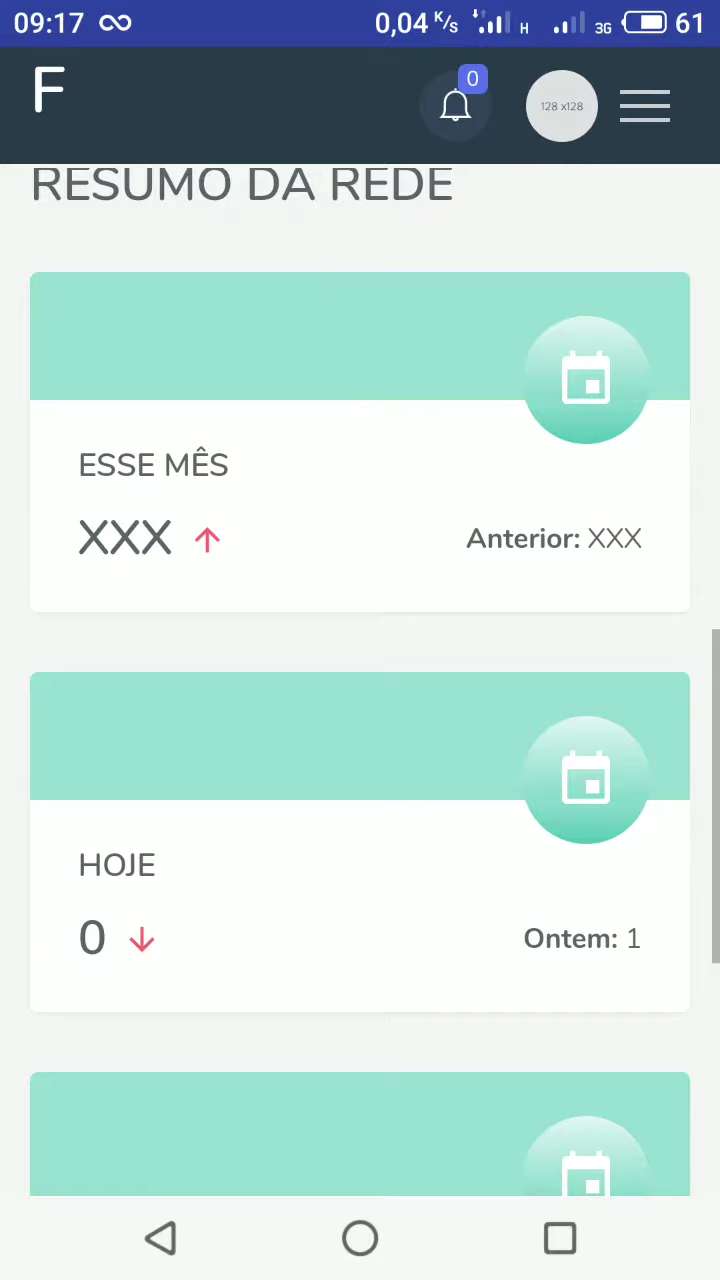 09:17 0,04 K/s H 3G 61
F 0 128 x128
RESUMO DA REDE
ESSE MÊS
XXX Anterior: XXX
HOJE
0 Ontem: 1